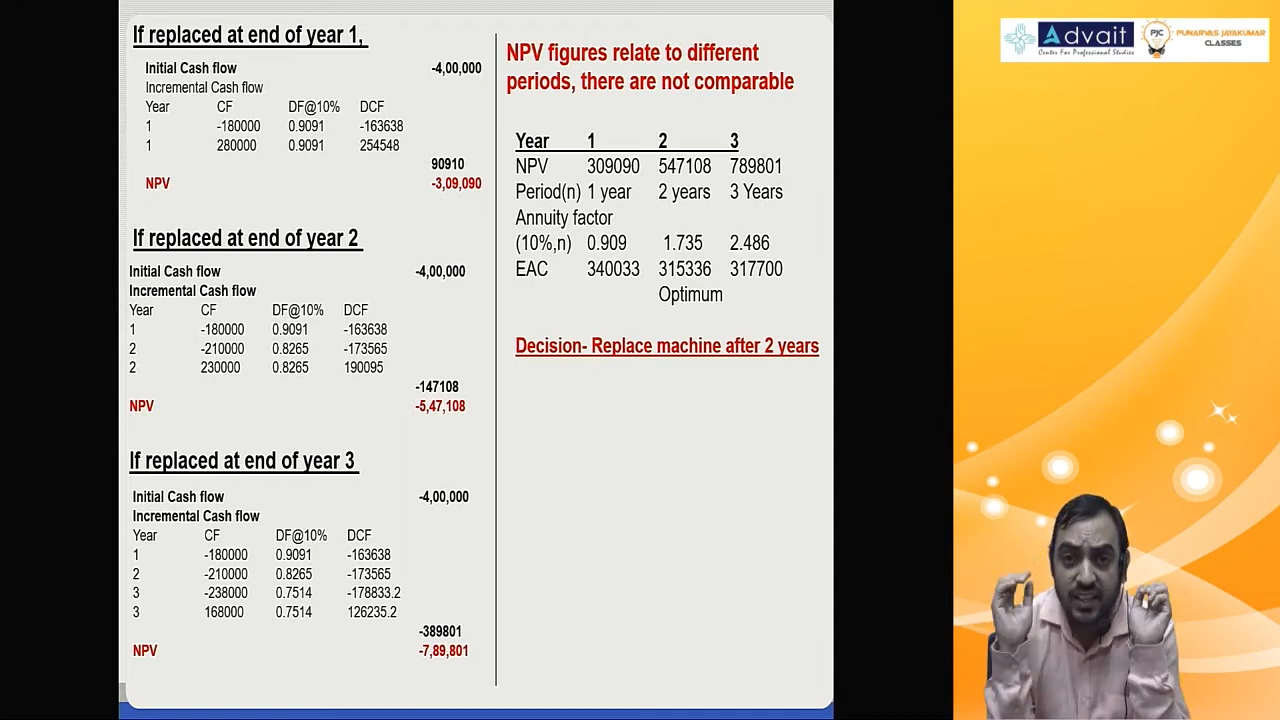 If replaced at end of year 1,
Initial Cash flow -4,00,000
Incremental Cash flow
Year CF DF@10% DCF
1 -180000 0.9091 -163638
1 280000 0.9091 254548
90910
NPV -3,09,090
If replaced at end of year 2
Initial Cash flow -4,00,000
Incremental Cash flow
Year CF DF@10% DCF
1 -180000 0.9091 -163638
2 -210000 0.8265 -173565
2 230000 0.8265 190095
-147108
NPV -5,47,108
If replaced at end of year 3
Initial Cash flow -4,00,000
Incremental Cash flow
Year CF DF@10% DCF
1 -180000 0.9091 -163638
2 -210000 0.8265 -173565
3 -238000 0.7514 -178833.2
3 168000 0.7514 126235.2
-389801
NPV -7,89,801
NPV figures relate to different
periods, there are not comparable
Year 1 2 3
NPV 309090 547108 789801
Period(n) 1 year 2 years 3 Years
Annuity factor
(10%,n) 0.909 1.735 2.486
EAC 340033 315336 317700
Optimum
Decision- Replace machine after 2 years
Advait
Center For Professional Studies
PJC
PUNARVAS JAYAKUMAR
CLASSES